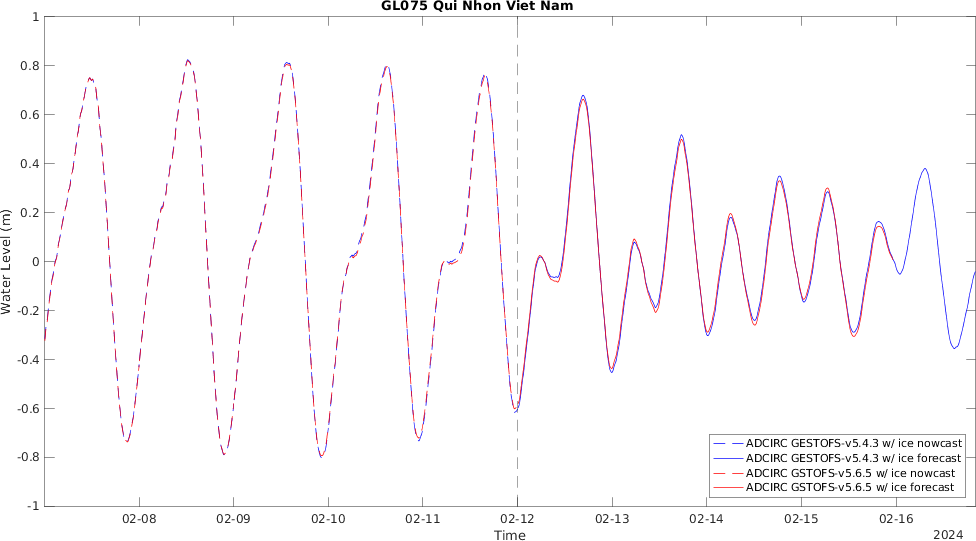 GL075 Qui Nhon Viet Nam
1
0.8
0.6
0.4
0.2
0
-0.2
-0.4
-0.6
-0.8
-1
Water Level (m)
ADCIRC GESTOFS-v5.4.3 w/ ice nowcast
ADCIRC GESTOFS-v5.4.3 w/ ice forecast
ADCIRC GSTOFS-v5.6.5 w/ ice nowcast
ADCIRC GSTOFS-v5.6.5 w/ ice forecast
02-08 02-09 02-10 02-11 02-12 02-13 02-14 02-15 02-16
Time
2024